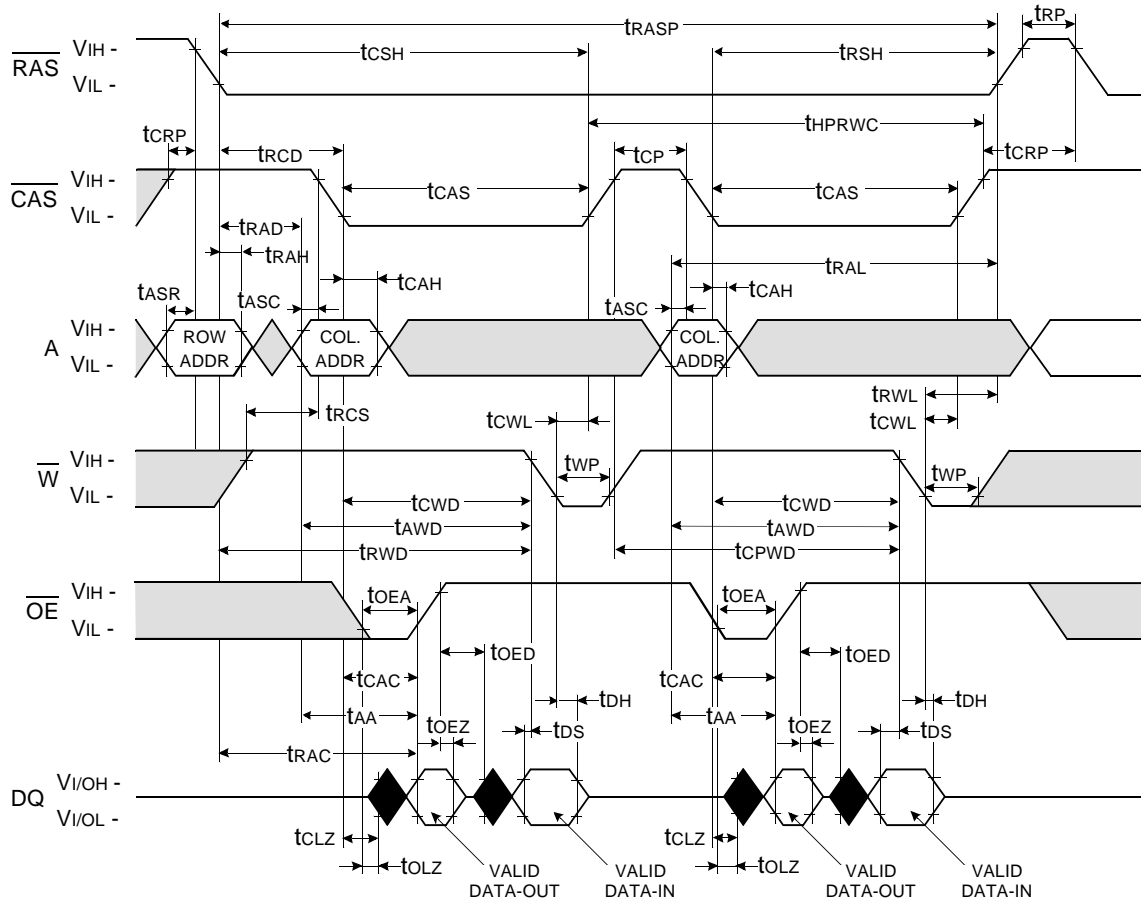 tRASP
tRP
tCSH
tRSH
RAS
VIH -
VIL -
tHPRWC
tCRP
tRCD
tCP
tCRP
CAS
VIH -
VIL -
tCAS
tCAS
tRAD
tRAH
tCAH
tRAL
tCAH
tASR
tASC
tASC
A
VIH -
VIL -
ROW
ADDR
COL.
ADDR
COL.
ADDR
tRCS
tCWL
tRWL
tCWL
W
VIH -
VIL -
tWP
tWP
tCWD
tCWD
tAWD
tAWD
tRWD
tCPWD
OE
VIH -
VIL -
tOEA
tOEA
tOED
tOED
tCAC
tCAC
tDH
tDH
tAA
tAA
tOEZ
tOEZ
tDS
tDS
tRAC
DQ
VI/OH -
VI/OL -
tCLZ
tCLZ
tOLZ
tOLZ
VALID
DATA-OUT
VALID
DATA-IN
VALID
DATA-OUT
VALID
DATA-IN